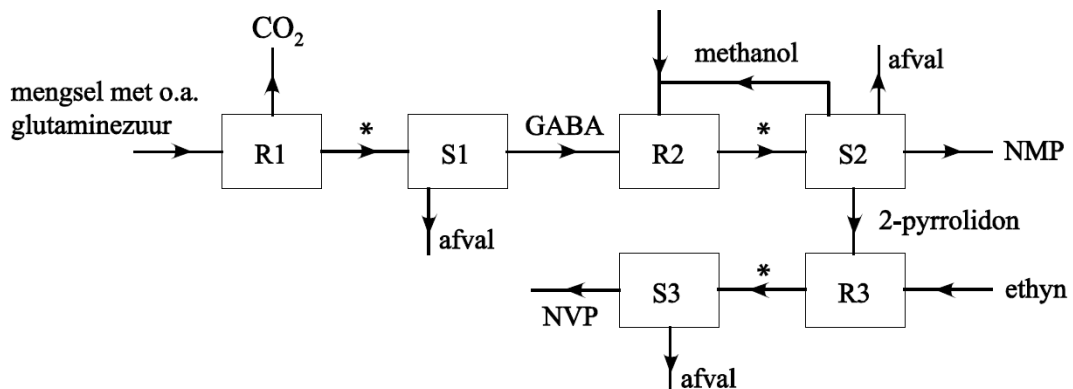 CO₂
methanol
afval
mengsel met o.a.
glutaminezuur
*
GABA
*
R1
S1
R2
S2
NMP
afval
2-pyrrolidon
*
S3
R3
ethyn
NVP
afval